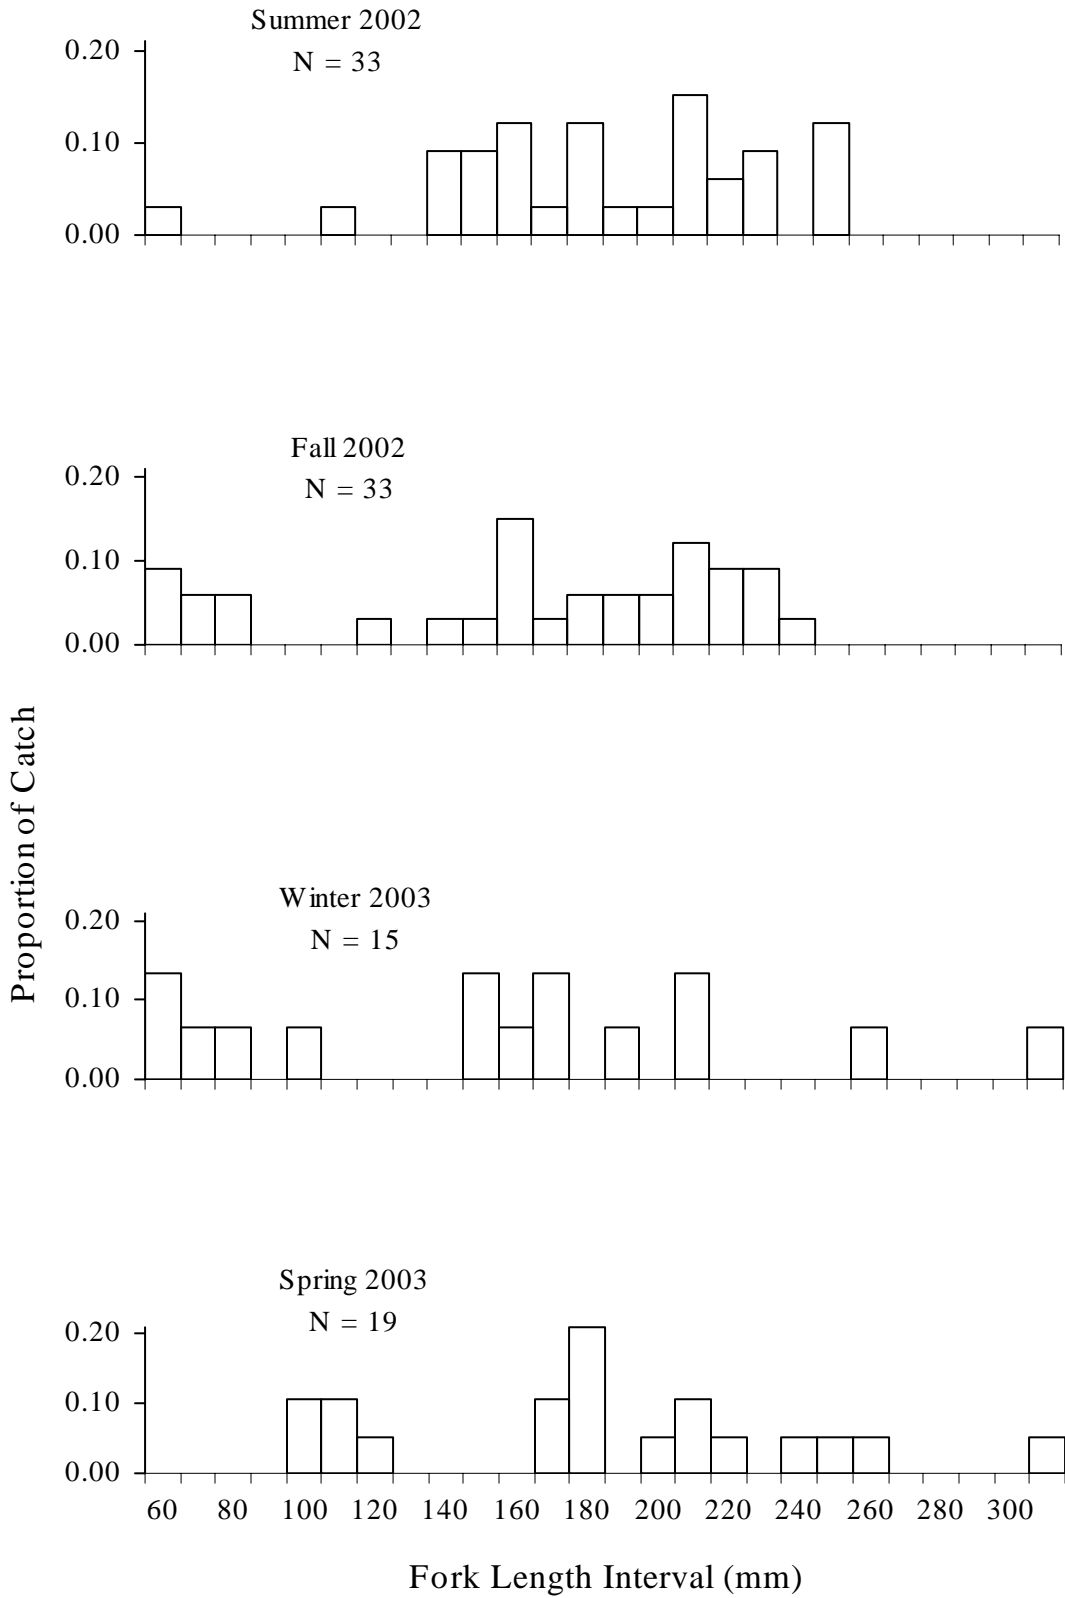 Summer 2002
N = 33
0.20
0.10
0.00
Fall 2002
N = 33
0.20
0.10
0.00
Proportion of Catch
Winter 2003
N = 15
0.20
0.10
0.00
Spring 2003
N = 19
0.20
0.10
0.00
60 80 100 120 140 160 180 200 220 240 260 280 300
Fork Length Interval (mm)